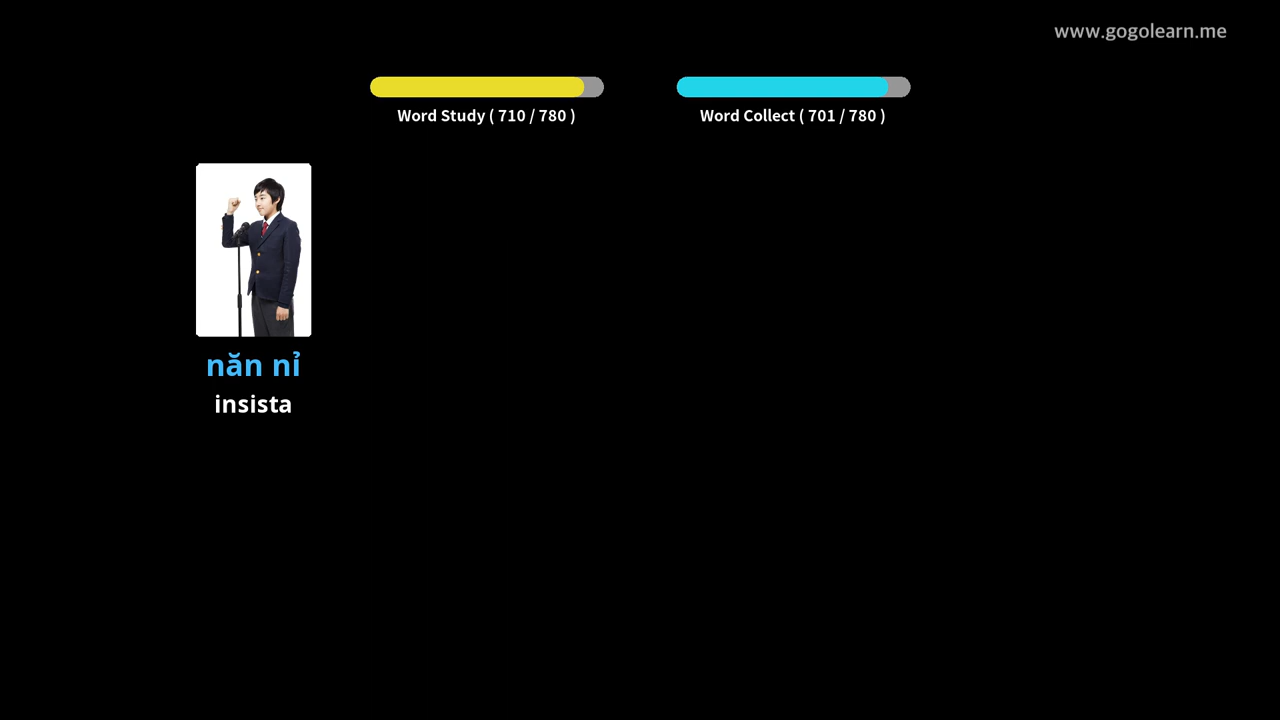 www.gogolearn.me
Word Study ( 710 / 780 )
Word Collect ( 701 / 780 )
năn nỉ
insista